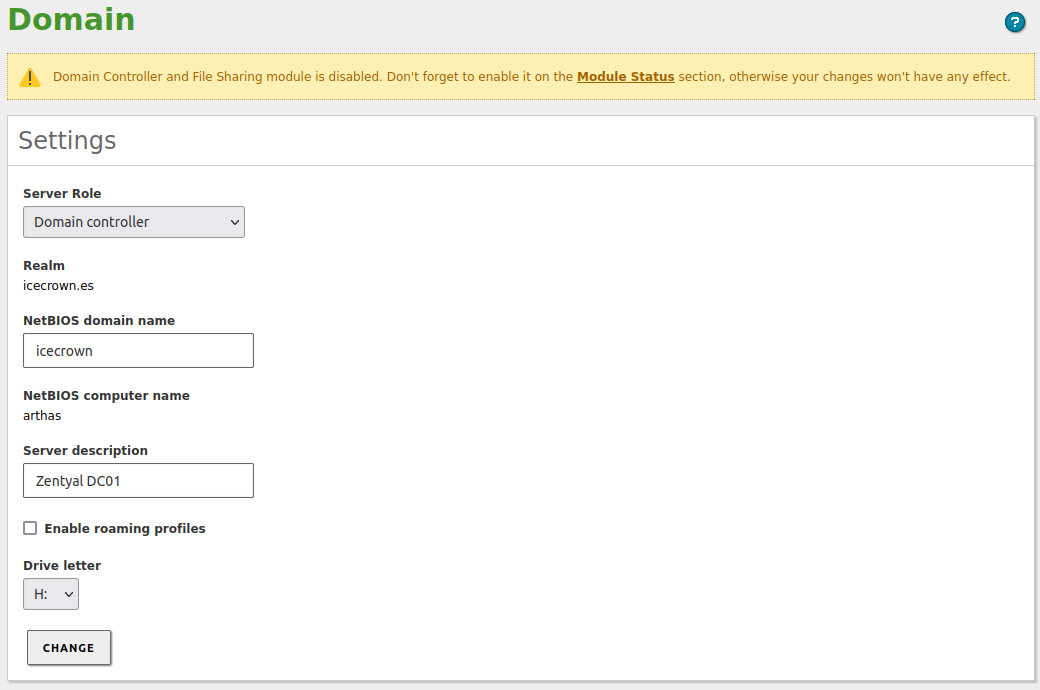 Domain
?
Domain Controller and File Sharing module is disabled. Don't forget to enable it on the Module Status section, otherwise your changes won't have any effect.
Settings
Server Role
Domain controller
Realm
icecrown.es
NetBIOS domain name
icecrown
NetBIOS computer name
arthas
Server description
Zentyal DC01
Enable roaming profiles
Drive letter
H:
CHANGE